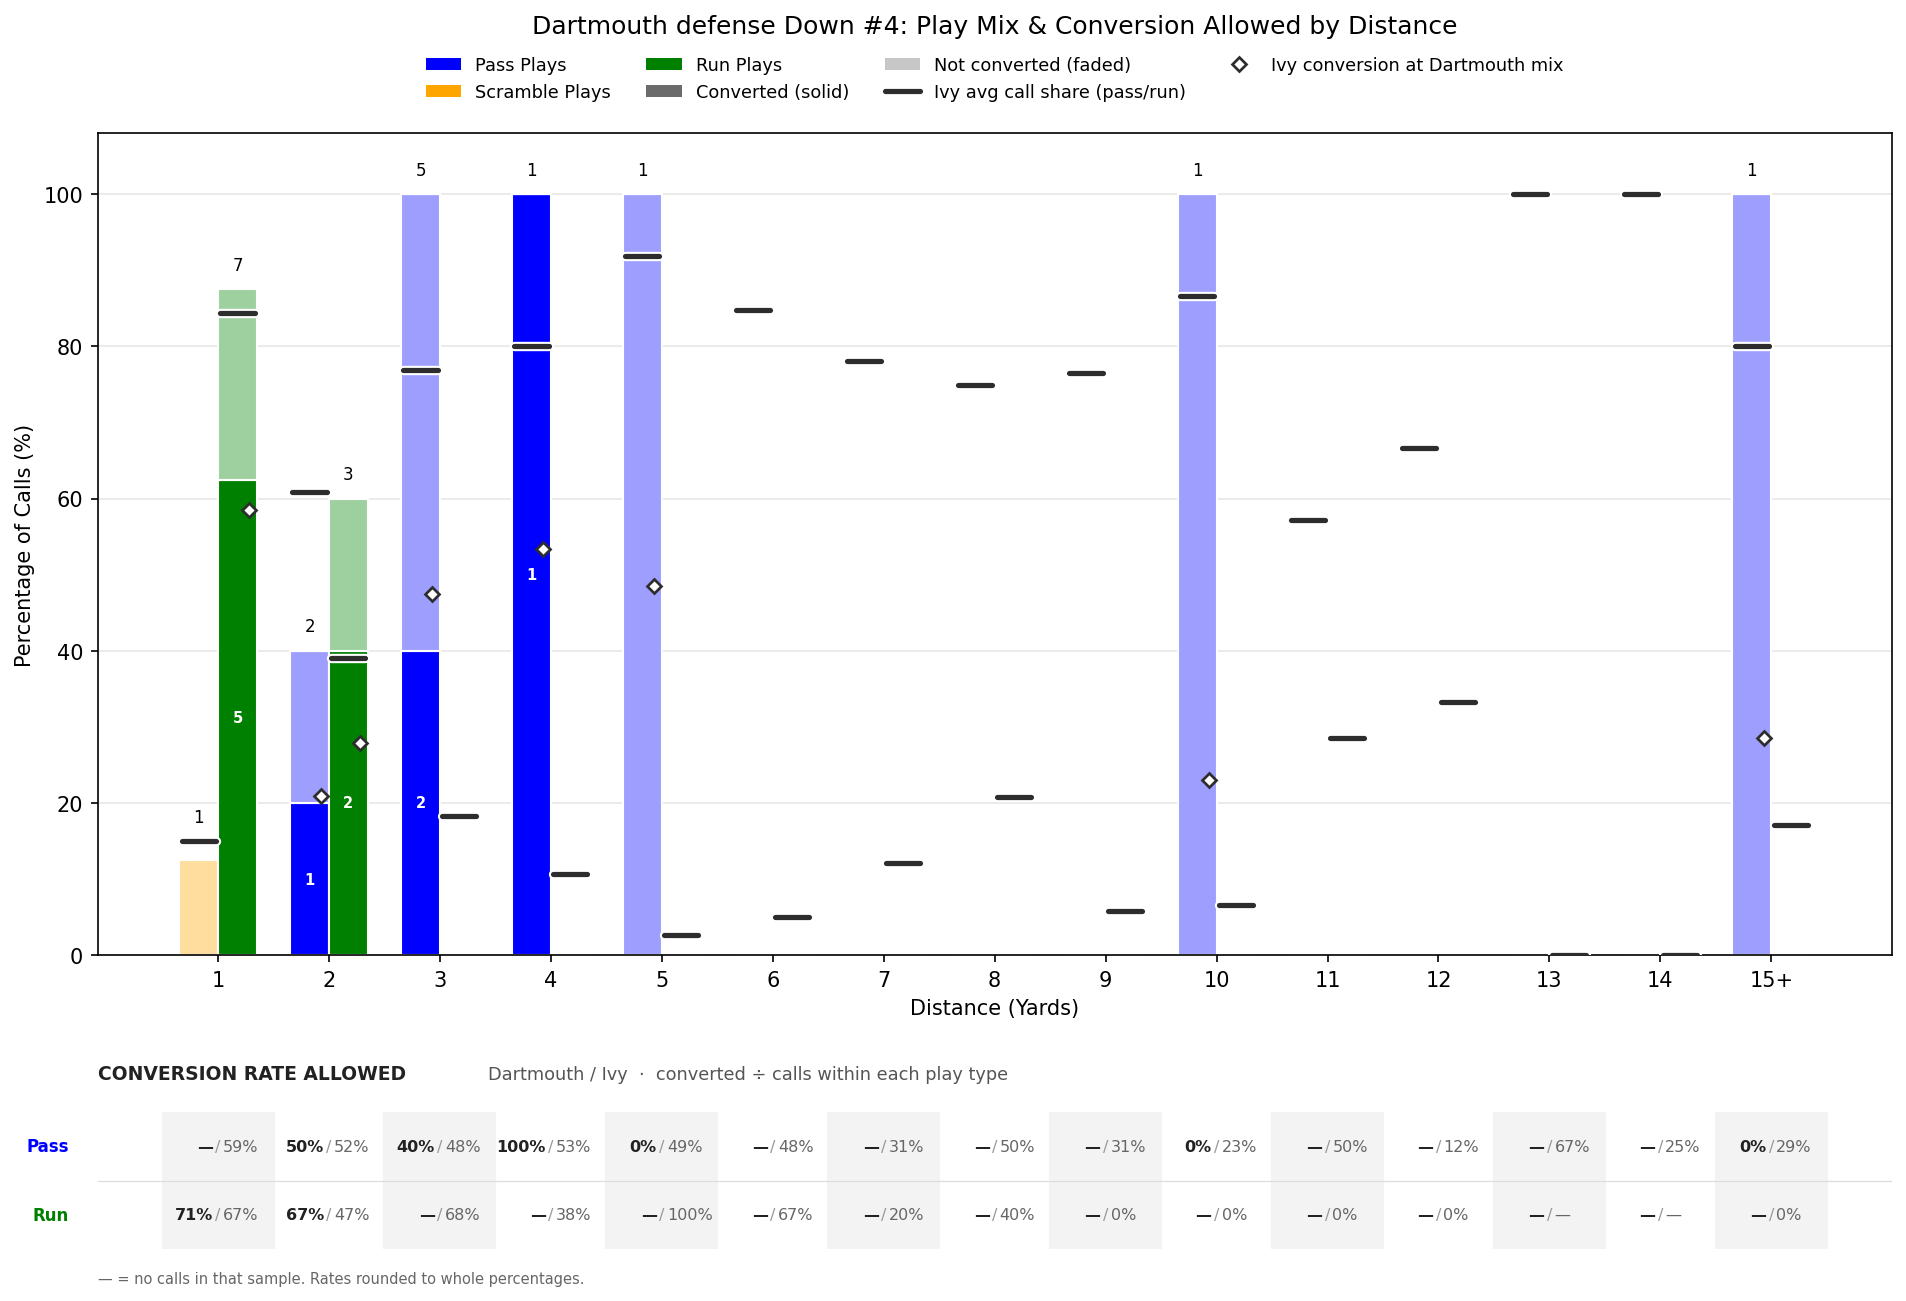 Dartmouth defense Down #4: Play Mix & Conversion Allowed by Distance
Pass Plays Run Plays Not converted (faded) Ivy conversion at Dartmouth mix
Scramble Plays Converted (solid) Ivy avg call share (pass/run)
5 1 1 1 1
100
7
80
3
60
1
2
40
5
2 2
20
1
1
0
1 2 3 4 5 6 7 8 9 10 11 12 13 14 15+
Percentage of Calls (%)
Distance (Yards)
CONVERSION RATE ALLOWED Dartmouth / Ivy · converted ÷ calls within each play type
Pass —/59% 50%/52% 40%/48% 100%/53% 0%/49% —/48% —/31% —/50% —/31% 0%/23% —/50% —/12% —/67% —/25% 0%/29%
Run 71%/67% 67%/47% —/68% —/38% —/100% —/67% —/20% —/40% —/0% —/0% —/0% —/0% —/— —/— —/0%
— = no calls in that sample. Rates rounded to whole percentages.